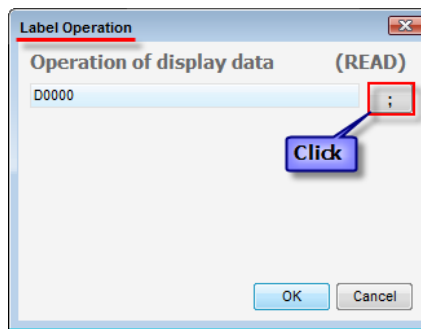 Label Operation
Operation of display data (READ)
D0000 ;
Click
OK Cancel